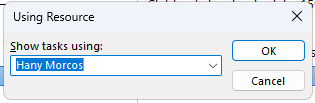 Using Resource
Show tasks using:
Hany Morcos
OK
Cancel